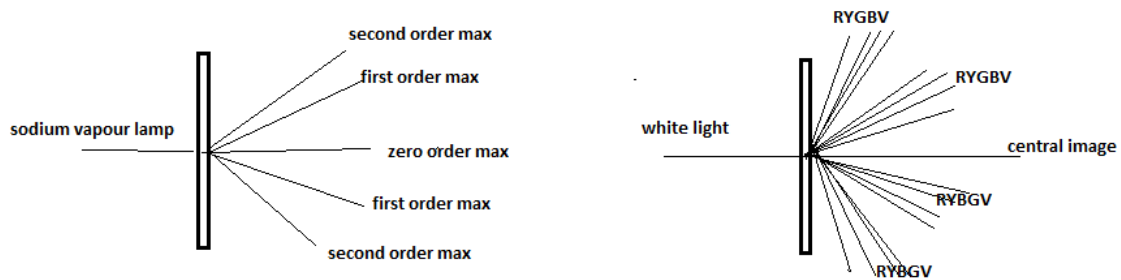 second order max
first order max
sodium vapour lamp
zero order max
first order max
second order max
RYGBV
RYGBV
white light
central image
RYBGV
RYBGV